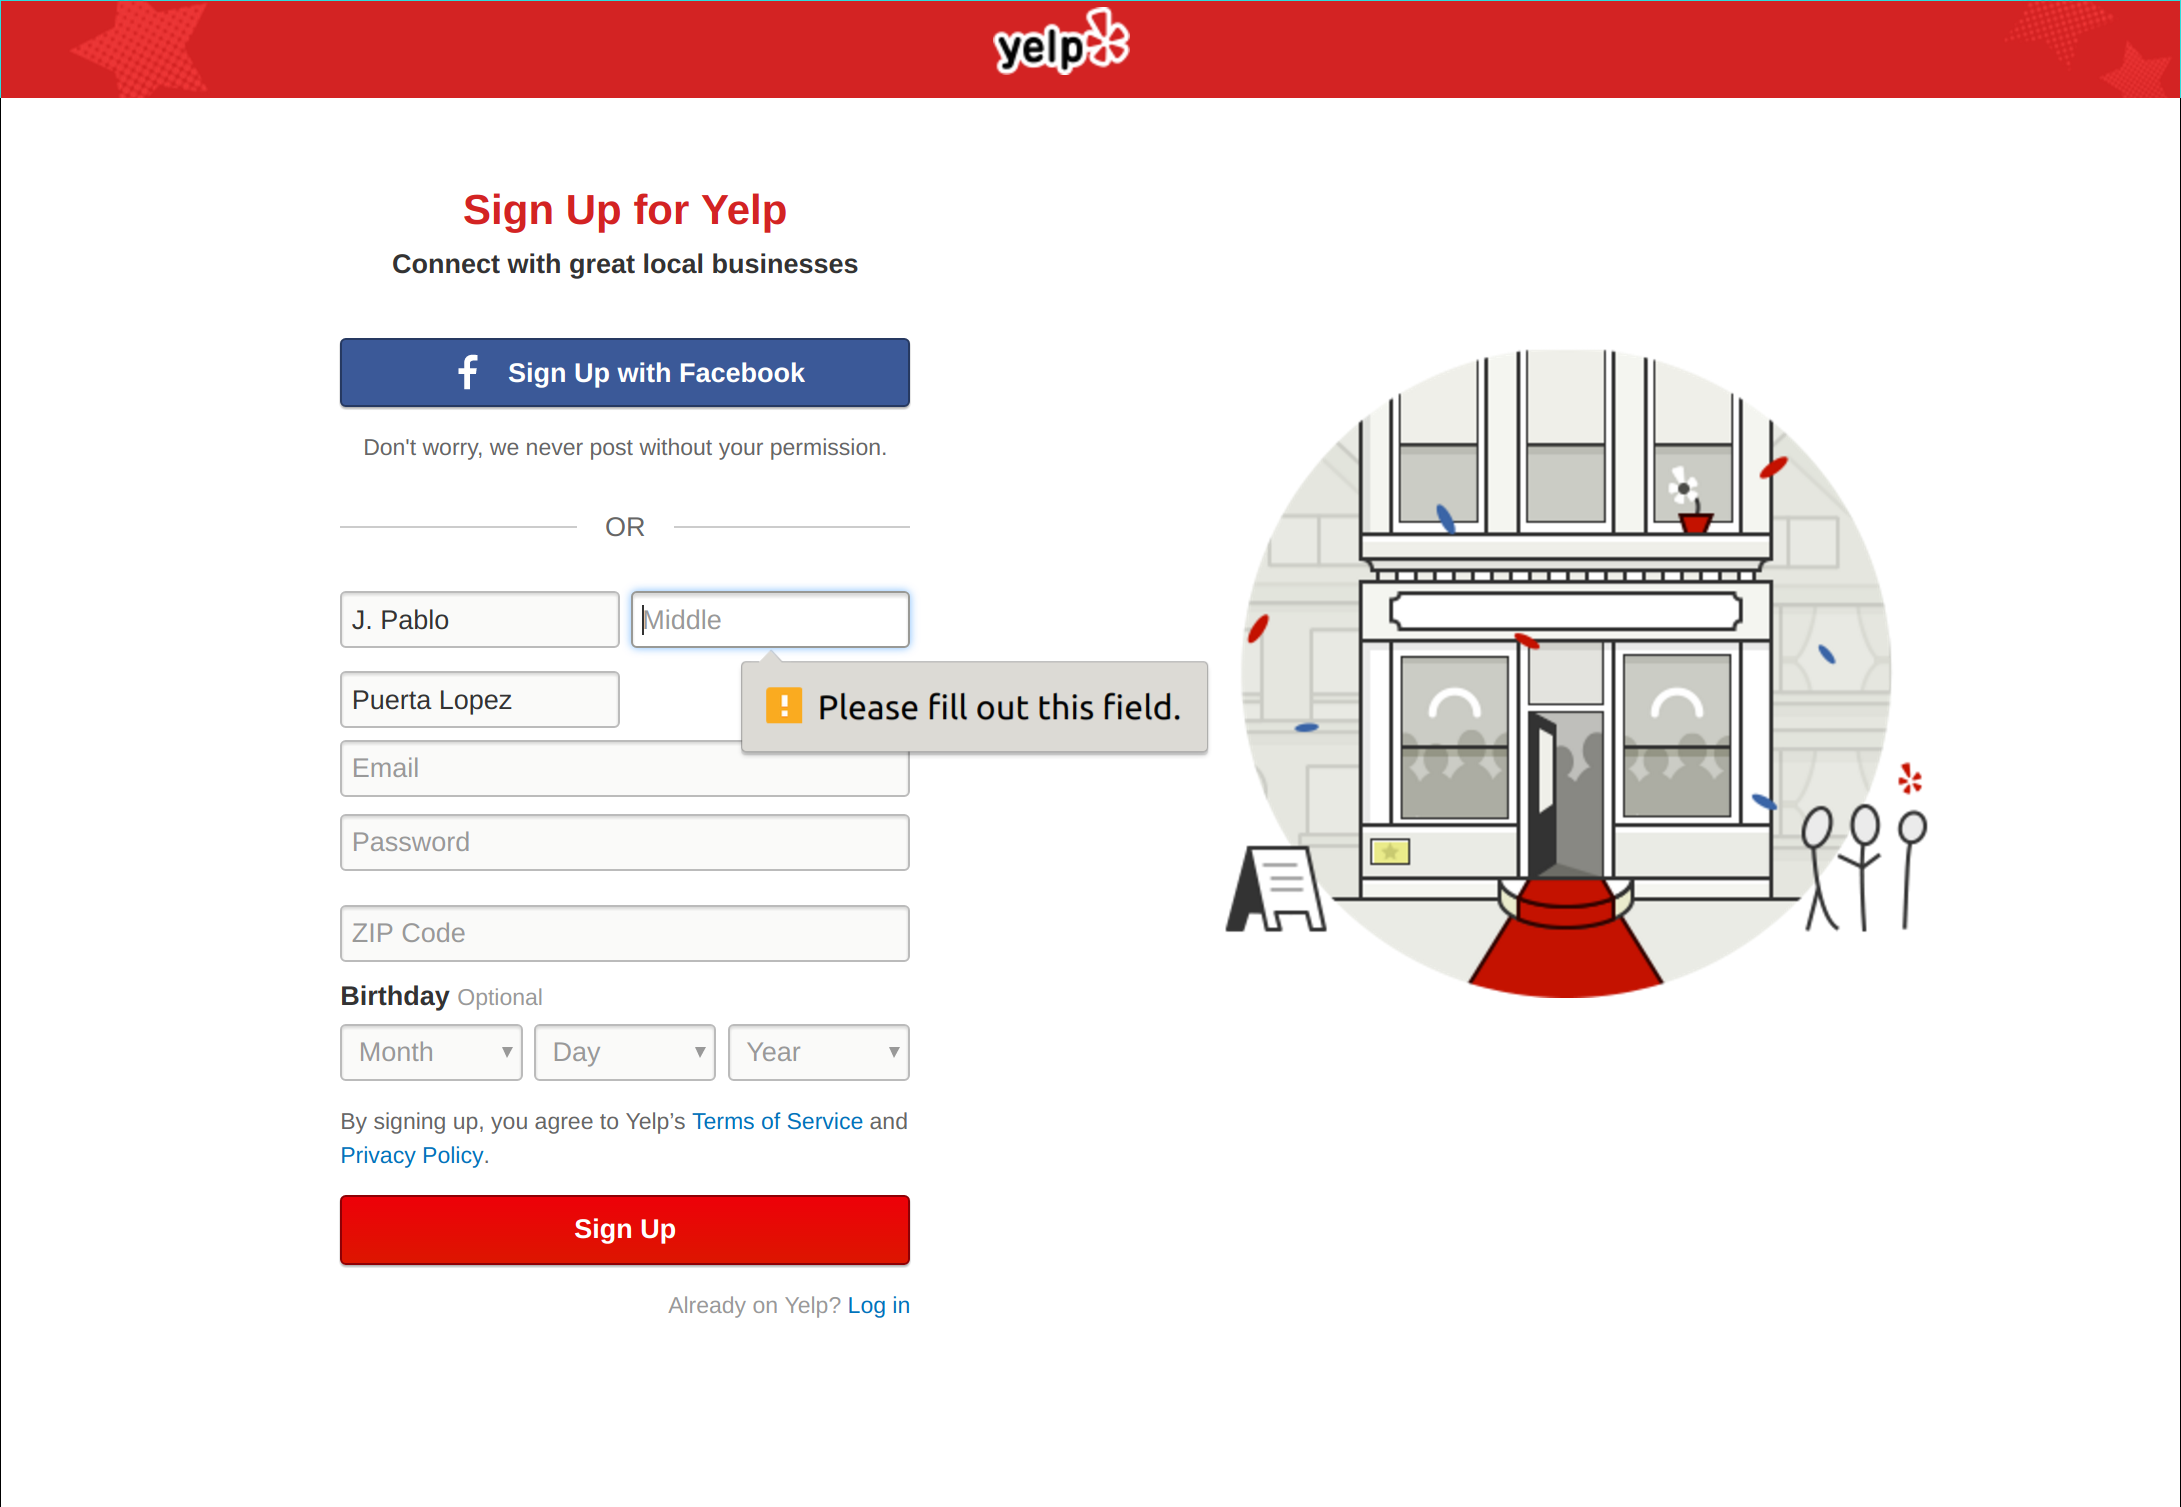 yelp
Sign Up for Yelp
Connect with great local businesses
Sign Up with Facebook
Don't worry, we never post without your permission.
OR
J. Pablo
Middle
Puerta Lopez
Please fill out this field.
Email
Password
ZIP Code
Birthday Optional
Month
Day
Year
By signing up, you agree to Yelp’s Terms of Service and
Privacy Policy.
Sign Up
Already on Yelp? Log in